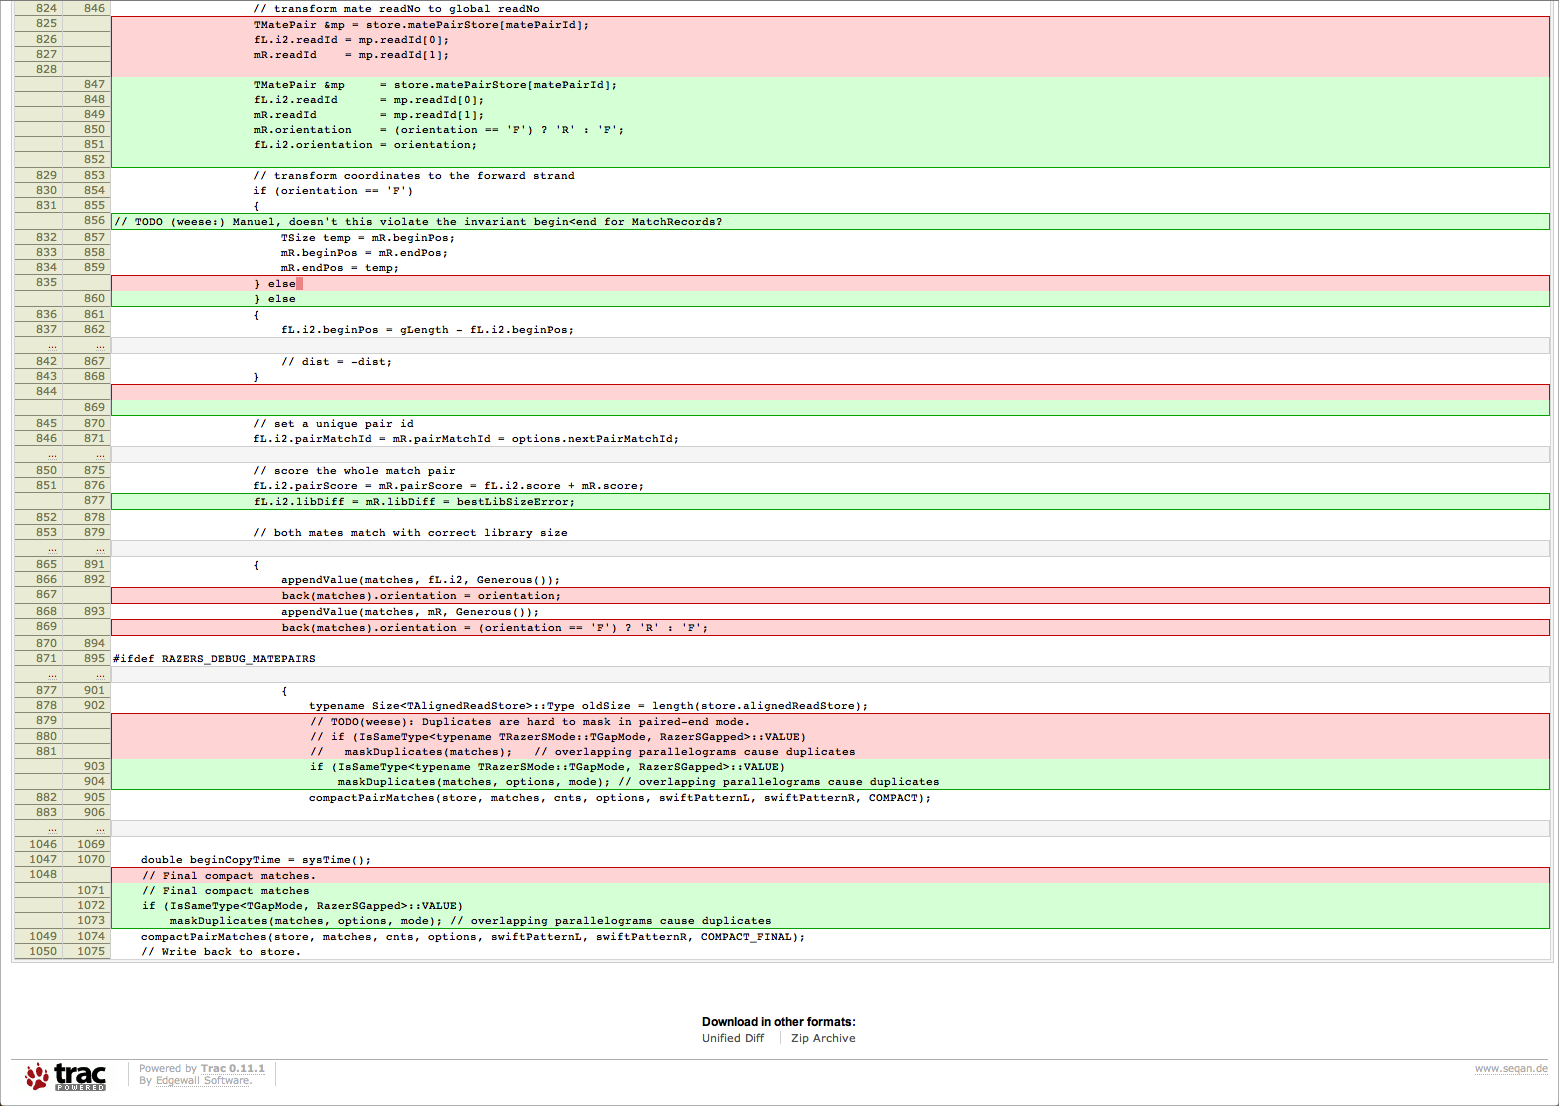 824 846 // transform mate readNo to global readNo
825 TMatePair &mp = store.matePairStore[matePairId];
826 fL.i2.readId = mp.readId[0];
827 mR.readId    = mp.readId[1];
828
847 TMatePair &mp     = store.matePairStore[matePairId];
848 fL.i2.readId      = mp.readId[0];
849 mR.readId         = mp.readId[1];
850 mR.orientation    = (orientation == 'F') ? 'R' : 'F';
851 fL.i2.orientation = orientation;
852
829 853 // transform coordinates to the forward strand
830 854 if (orientation == 'F')
831 855 {
856 // TODO (weese:) Manuel, doesn't this violate the invariant begin<end for MatchRecords?
832 857 TSize temp = mR.beginPos;
833 858 mR.beginPos = mR.endPos;
834 859 mR.endPos = temp;
835 } else
860 } else
836 861 {
837 862 fL.i2.beginPos = gLength - fL.i2.beginPos;
... ...
842 867 // dist = -dist;
843 868 }
844
869
845 870 // set a unique pair id
846 871 fL.i2.pairMatchId = mR.pairMatchId = options.nextPairMatchId;
... ...
850 875 // score the whole match pair
851 876 fL.i2.pairScore = mR.pairScore = fL.i2.score + mR.score;
877 fL.i2.libDiff = mR.libDiff = bestLibSizeError;
852 878
853 879 // both mates match with correct library size
... ...
865 891 {
866 892 appendValue(matches, fL.i2, Generous());
867 back(matches).orientation = orientation;
868 893 appendValue(matches, mR, Generous());
869 back(matches).orientation = (orientation == 'F') ? 'R' : 'F';
870 894
871 895 #ifdef RAZERS_DEBUG_MATEPAIRS
... ...
877 901 {
878 902 typename Size<TAlignedReadStore>::Type oldSize = length(store.alignedReadStore);
879 // TODO(weese): Duplicates are hard to mask in paired-end mode.
880 // if (IsSameType<typename TRazerSMode::TGapMode, RazerSGapped>::VALUE)
881 //   maskDuplicates(matches);   // overlapping parallelograms cause duplicates
903 if (IsSameType<typename TRazerSMode::TGapMode, RazerSGapped>::VALUE)
904 maskDuplicates(matches, options, mode); // overlapping parallelograms cause duplicates
882 905 compactPairMatches(store, matches, cnts, options, swiftPatternL, swiftPatternR, COMPACT);
883 906
... ...
1046 1069
1047 1070 double beginCopyTime = sysTime();
1048 // Final compact matches.
1071 // Final compact matches
1072 if (IsSameType<TGapMode, RazerSGapped>::VALUE)
1073 maskDuplicates(matches, options, mode); // overlapping parallelograms cause duplicates
1049 1074 compactPairMatches(store, matches, cnts, options, swiftPatternL, swiftPatternR, COMPACT_FINAL);
1050 1075 // Write back to store.
Download in other formats:
Unified Diff Zip Archive
trac POWERED
Powered by Trac 0.11.1
By Edgewall Software.
www.seqan.de